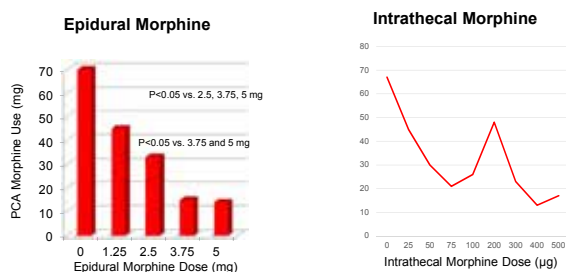 Epidural Morphine
PCA Morphine Use (mg)
70
60
50
40
30
20
10
0
P<0.05 vs. 2.5, 3.75, 5 mg
P<0.05 vs. 3.75 and 5 mg
0 1.25 2.5 3.75 5
Epidural Morphine Dose (mg)
Intrathecal Morphine
80
70
60
50
40
30
20
10
0
0 25 50 75 100 200 300 400 500
Intrathecal Morphine Dose (µg)